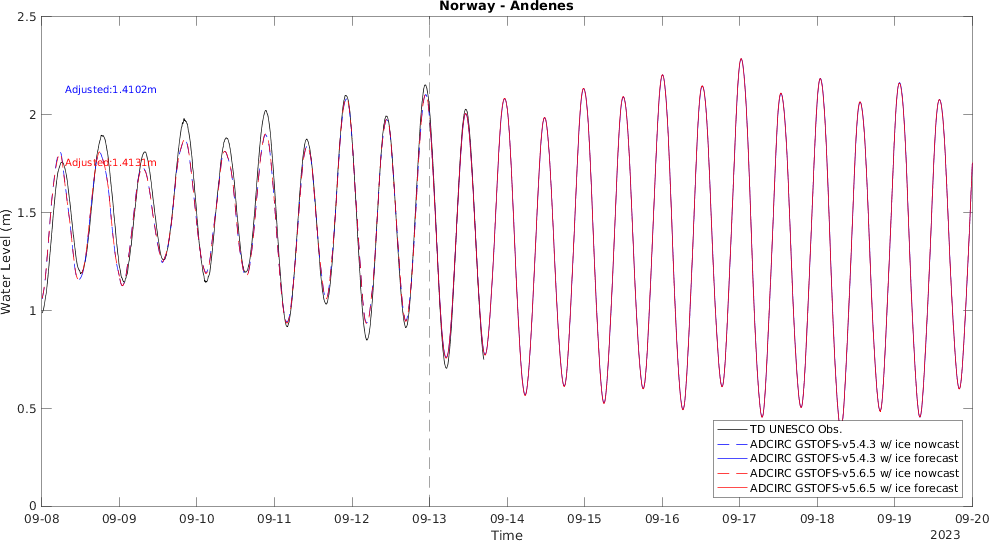 Norway - Andenes
2.5
2
1.5
1
0.5
0
Water Level (m)
Adjusted:1.4102m
Adjusted:1.4131m
TD UNESCO Obs.
ADCIRC GSTOFS-v5.4.3 w/ ice nowcast
ADCIRC GSTOFS-v5.4.3 w/ ice forecast
ADCIRC GSTOFS-v5.6.5 w/ ice nowcast
ADCIRC GSTOFS-v5.6.5 w/ ice forecast
09-08 09-09 09-10 09-11 09-12 09-13 09-14 09-15 09-16 09-17 09-18 09-19 09-20
Time
2023